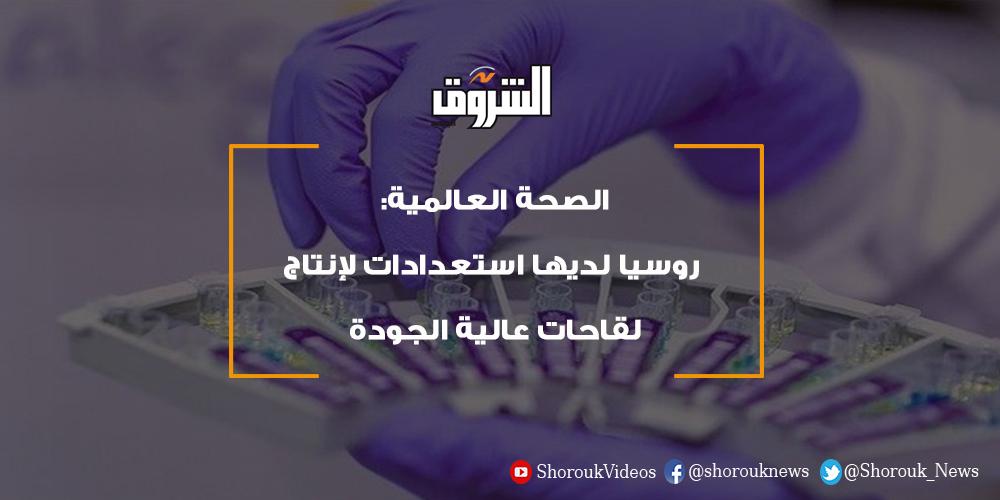 الشروق
الصحة العالمية:
روسيا لديها استعدادات لإنتاج
لقاحات عالية الجودة
ShoroukVideos @shorouknews @Shorouk_News